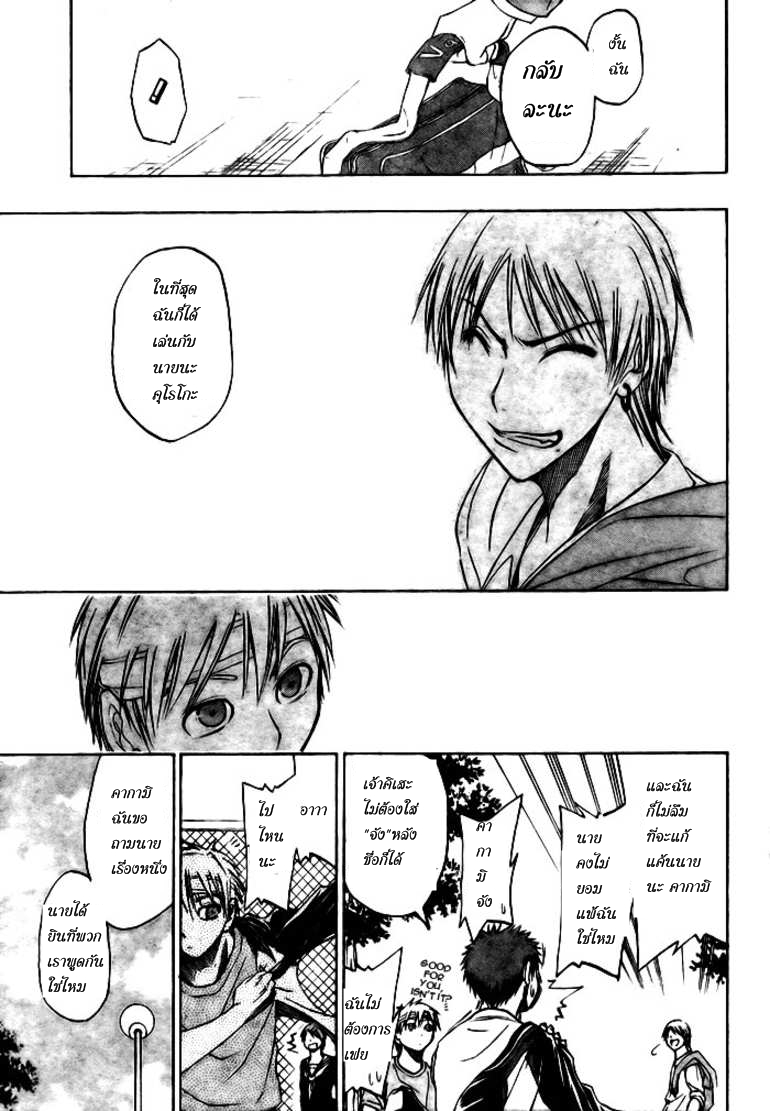 งั้น
ฉัน
กลับ
ละนะ
!
ในที่สุด
ฉันก็ได้
เล่นกับ
นายนะ
คุโรโกะ
และฉัน
ก็ไม่ลืม
ที่จะแก้
แค้นนาย
นะ คากามิ
นาย
คงไม่
ยอม
แพ้ฉัน
ใช่ไหม
คา
กา
มิ
จัง
เจ้าคิเสะ
ไม่ต้องใส่
"จัง"หลัง
ชื่อก็ได้
GOOD
FOR
YOU,
ISN'T IT?
ฉันไม่
ต้องการ
เฟย
อาาา
ไป
ไหน
นะ
คากามิ
ฉันขอ
ถามนาย
เรื่องหนึ่ง
นายได้
ยินที่พวก
เราพูดกัน
ใช่ไหม